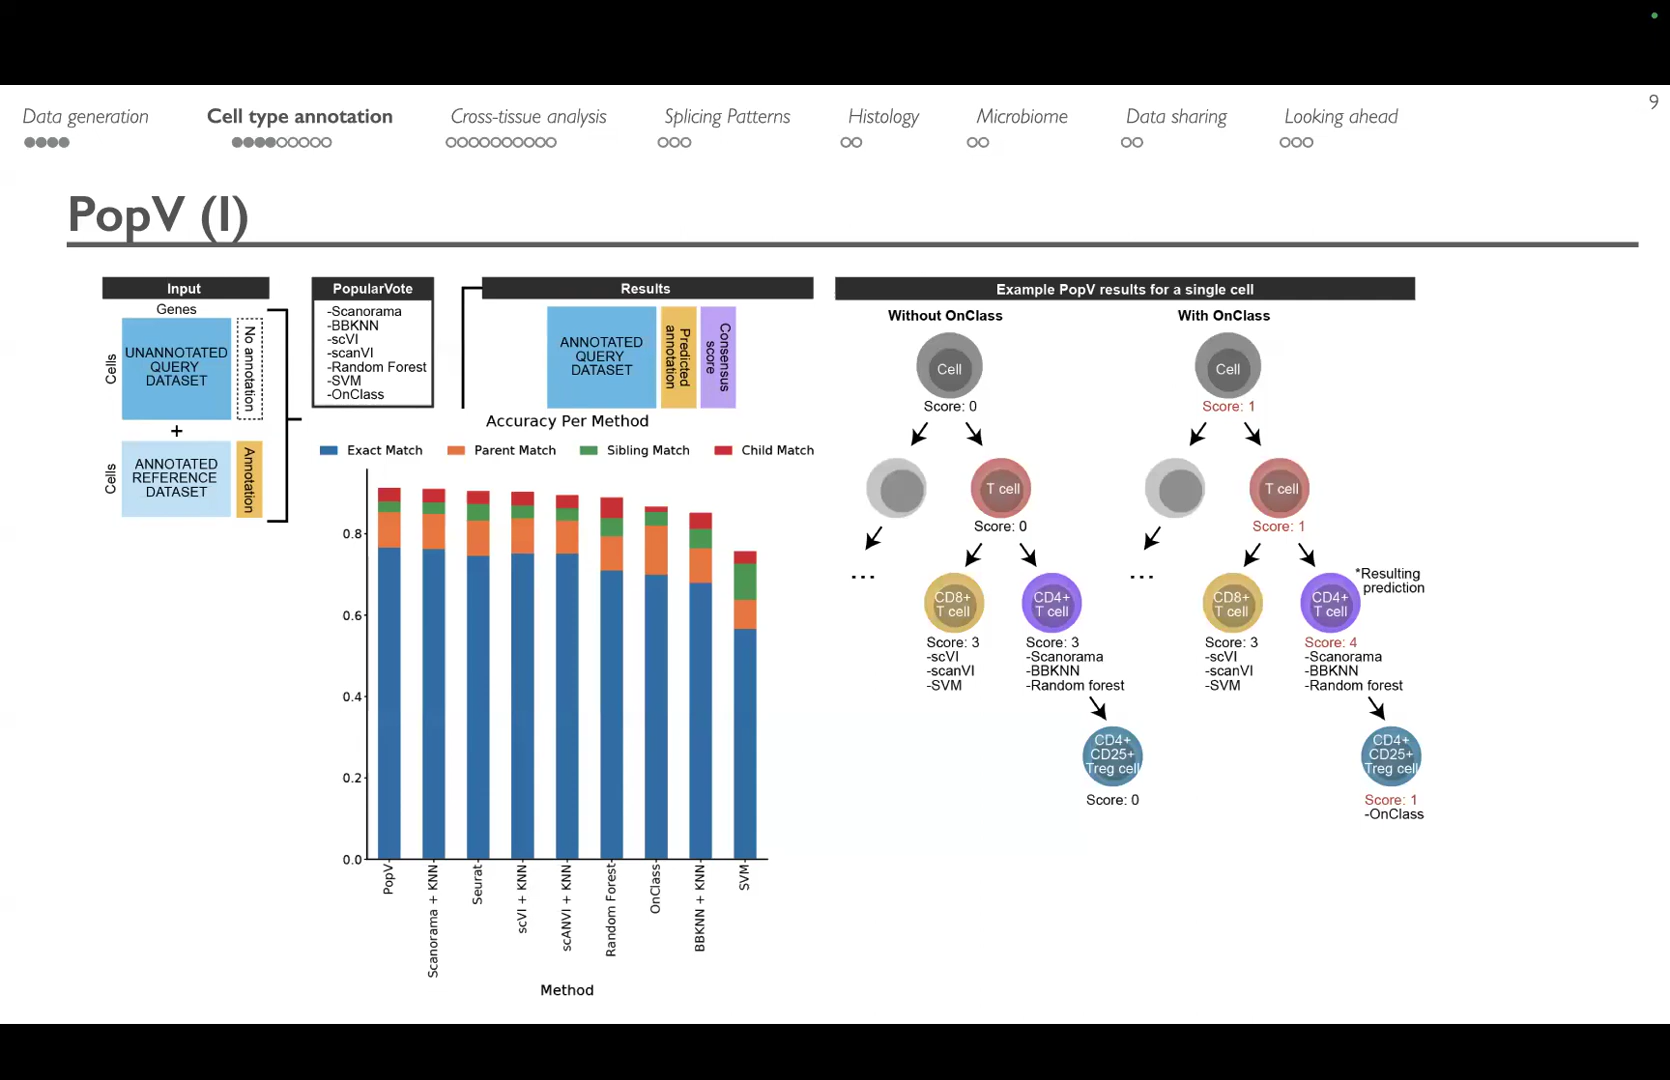 9
Data generation
Cell type annotation
Cross-tissue analysis
Splicing Patterns
Histology
Microbiome
Data sharing
Looking ahead
PopV (I)
Input
Genes
Cells
UNANNOTATED
QUERY
DATASET
No annotation
+
Cells
ANNOTATED
REFERENCE
DATASET
Annotation
PopularVote
-Scanorama
-BBKNN
-scVI
-scanVI
-Random Forest
-SVM
-OnClass
Results
ANNOTATED
QUERY
DATASET
Predicted
annotation
Consensus
score
Accuracy Per Method
Exact Match
Parent Match
Sibling Match
Child Match
0.8
0.6
0.4
0.2
0.0
PopV
Scanorama + KNN
Seurat
scVI + KNN
scANVI + KNN
Random Forest
OnClass
BBKNN + KNN
SVM
Method
Example PopV results for a single cell
Without OnClass
Cell
Score: 0
T cell
Score: 0
...
CD8+
T cell
Score: 3
-scVI
-scanVI
-SVM
CD4+
T cell
Score: 3
-Scanorama
-BBKNN
-Random forest
CD4+
CD25+
Treg cell
Score: 0
With OnClass
Cell
Score: 1
T cell
Score: 1
...
CD8+
T cell
Score: 3
-scVI
-scanVI
-SVM
CD4+
T cell
*Resulting
prediction
Score: 4
-Scanorama
-BBKNN
-Random forest
CD4+
CD25+
Treg cell
Score: 1
-OnClass